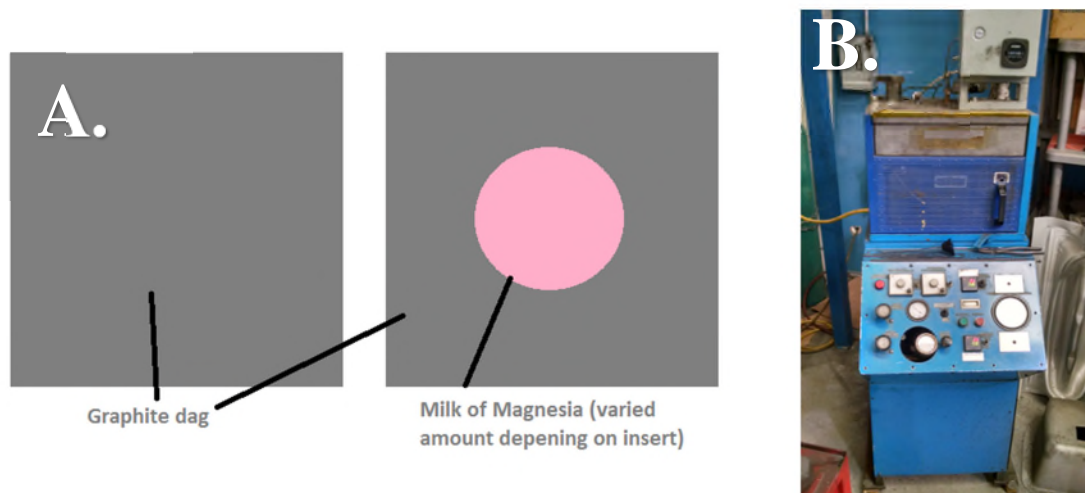 A.
B.
Graphite dag
Milk of Magnesia (varied
amount depening on insert)